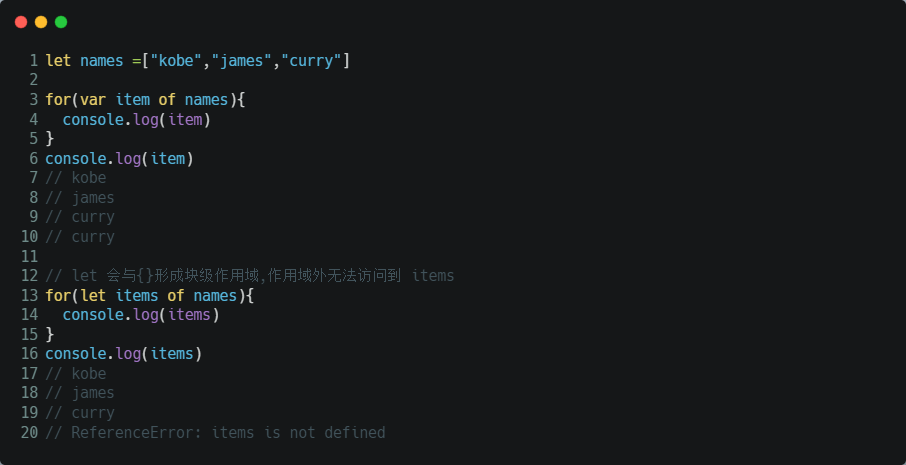 1 let names =["kobe","james","curry"]
2
3 for(var item of names){
4   console.log(item)
5 }
6 console.log(item)
7 // kobe
8 // james
9 // curry
10 // curry
11
12 // let 会与{}形成块级作用域,作用域外无法访问到 items
13 for(let items of names){
14   console.log(items)
15 }
16 console.log(items)
17 // kobe
18 // james
19 // curry
20 // ReferenceError: items is not defined